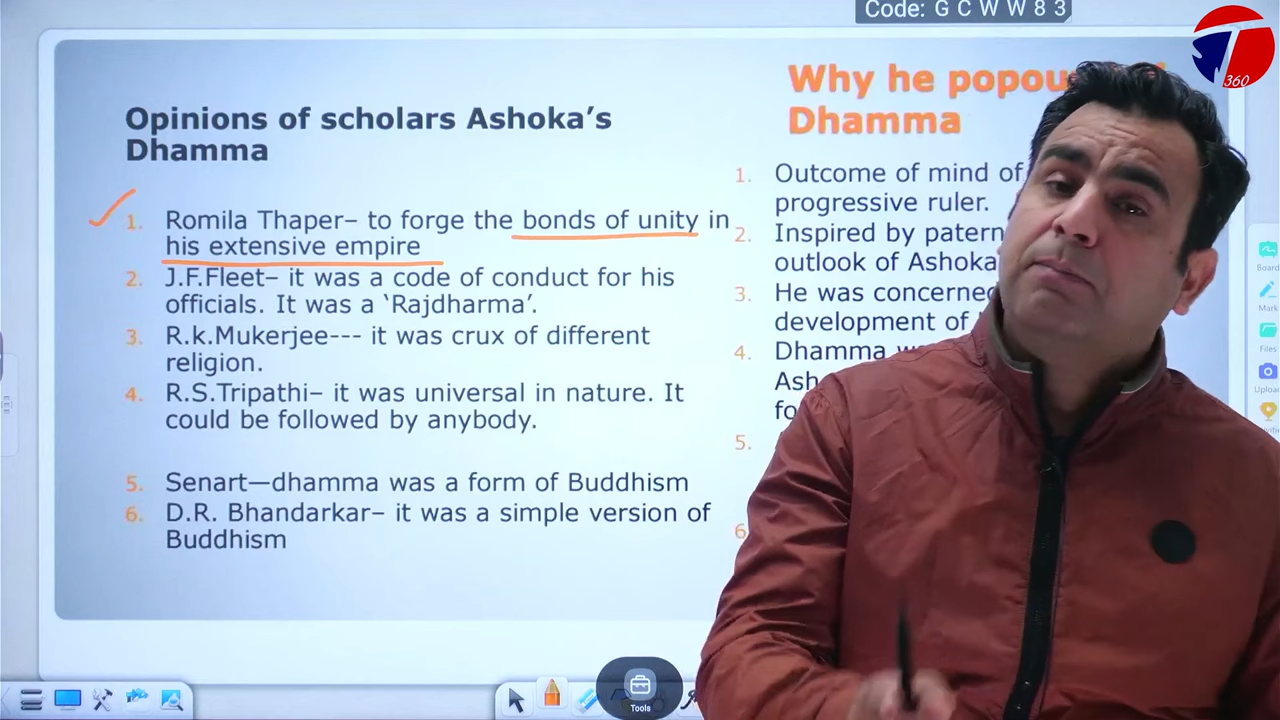 Code: G C W W 8 3
360
Opinions of scholars Ashoka's
Dhamma
1. Romila Thaper– to forge the bonds of unity in
his extensive empire
2. J.F.Fleet– it was a code of conduct for his
officials. It was a 'Rajdharma'.
3. R.k.Mukerjee--- it was crux of different
religion.
4. R.S.Tripathi– it was universal in nature. It
could be followed by anybody.
5. Senart—dhamma was a form of Buddhism
6. D.R. Bhandarkar– it was a simple version of
Buddhism
Why he
Dhamma
1. Outcome of mind of
progressive ruler.
2. Inspired by
outlook of Ashoka
3. He was
development of
4. Dhamma
5.
6
Board
Mark
Files
Tools